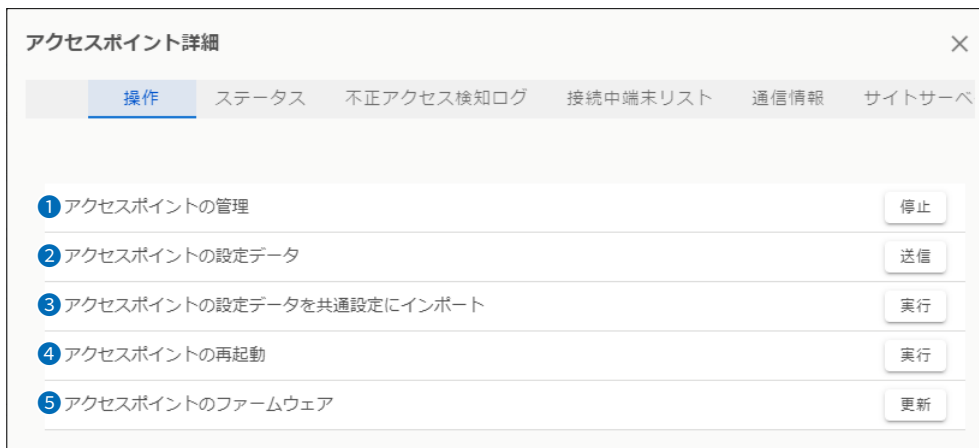 アクセスポイント詳細 ×
操作 ステータス 不正アクセス検知ログ 接続中端末リスト 通信情報 サイトサーベ
1 アクセスポイントの管理 停止
2 アクセスポイントの設定データ 送信
3 アクセスポイントの設定データを共通設定にインポート 実行
4 アクセスポイントの再起動 実行
5 アクセスポイントのファームウェア 更新